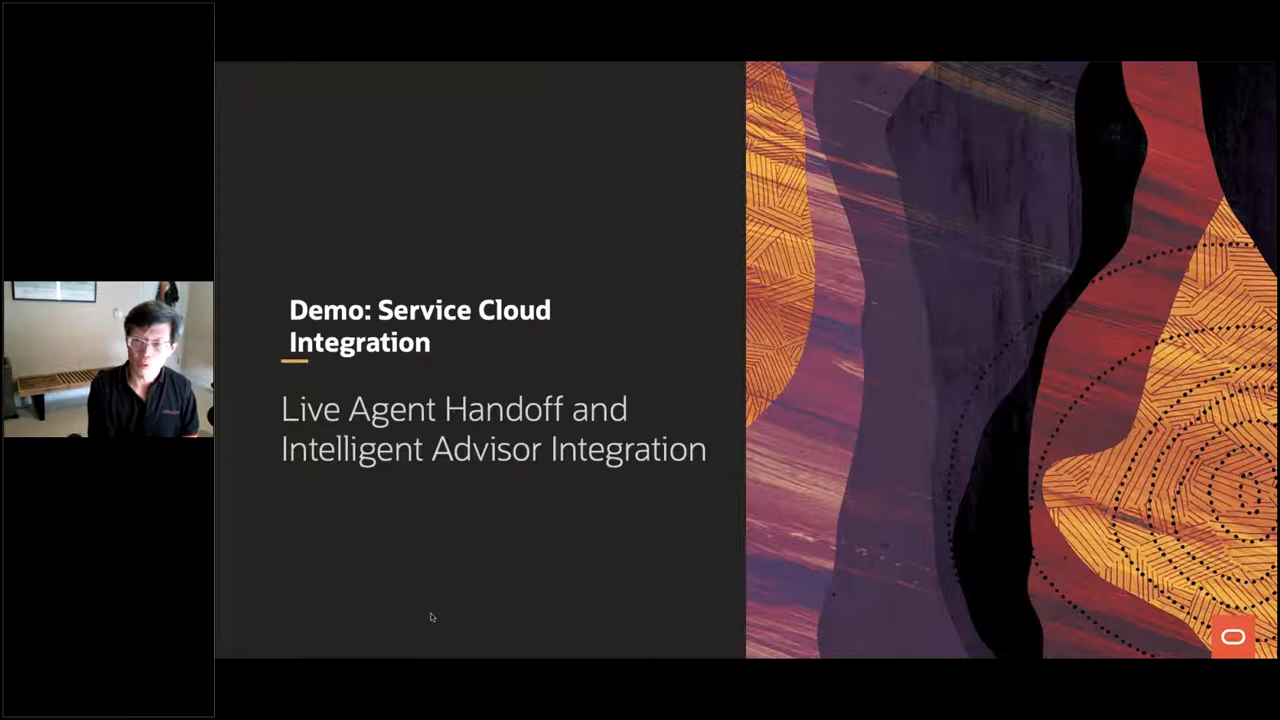 Demo: Service Cloud
Integration
Live Agent Handoff and
Intelligent Advisor Integration